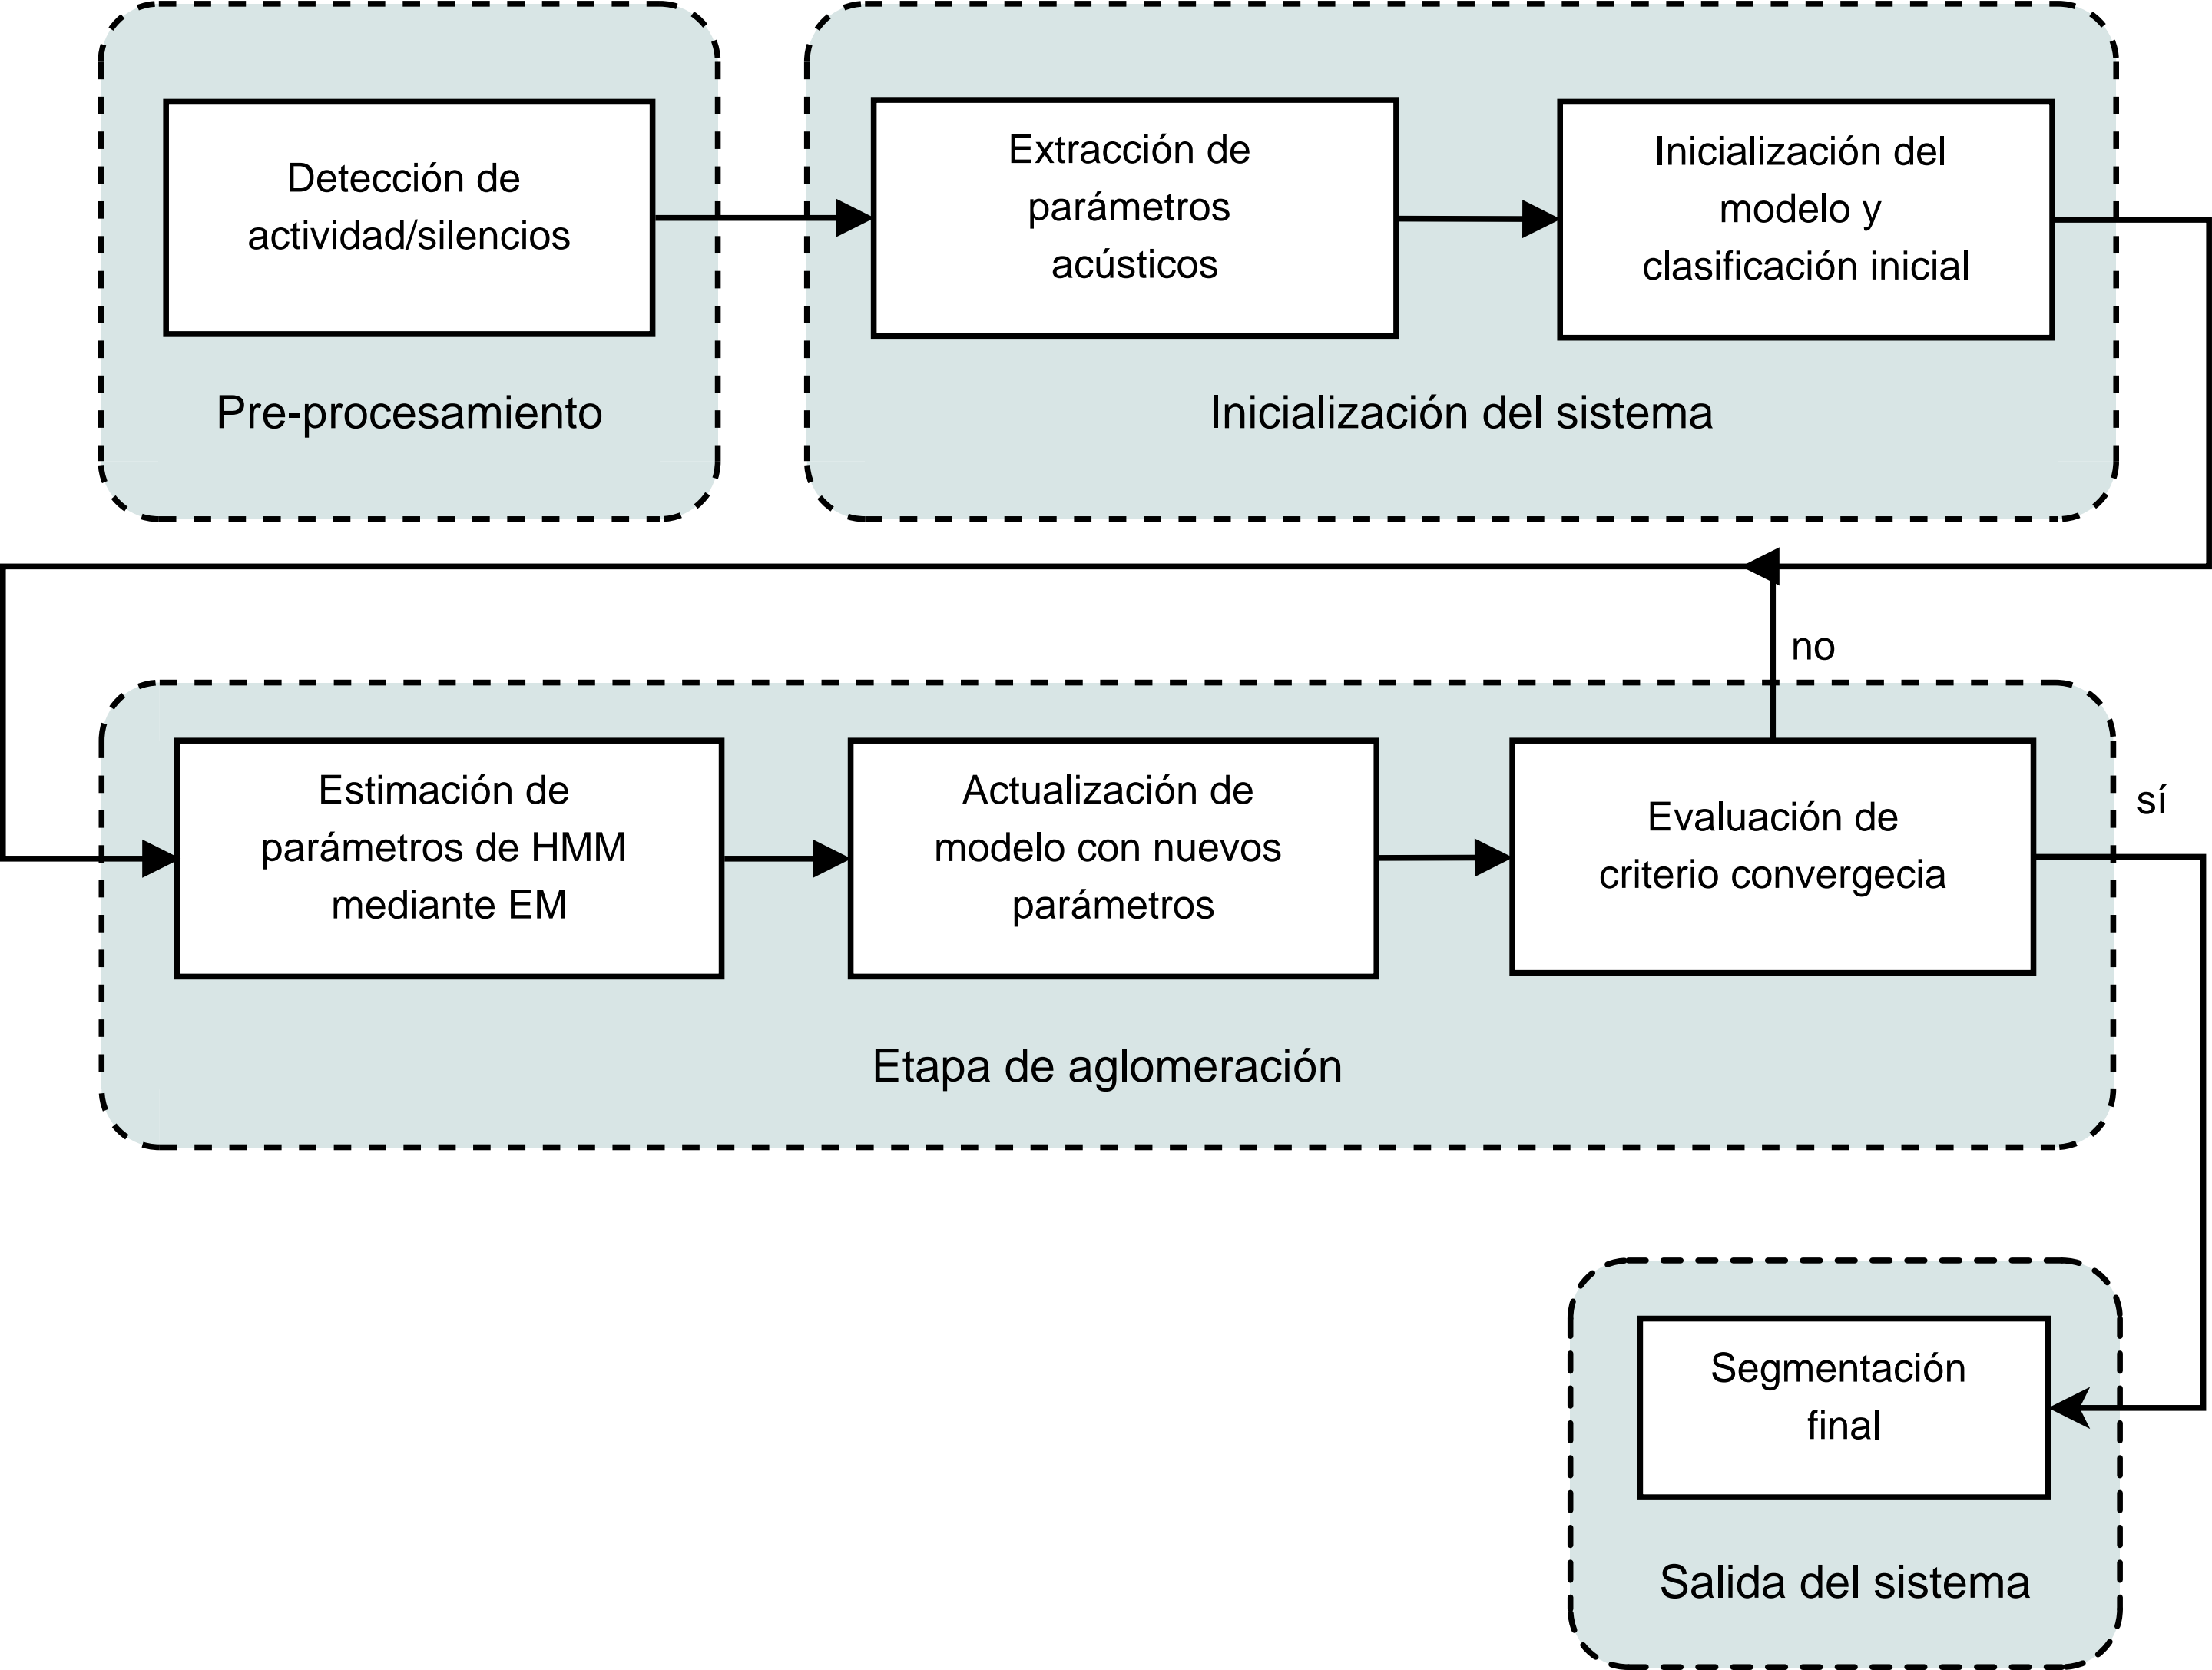 Detección de
actividad/silencios
Pre-procesamiento
Extracción de
parámetros
acústicos
Inicialización del
modelo y
clasificación inicial
Inicialización del sistema
no
Estimación de
parámetros de HMM
mediante EM
Actualización de
modelo con nuevos
parámetros
Evaluación de
criterio convergecia
sí
Etapa de aglomeración
Segmentación
final
Salida del sistema